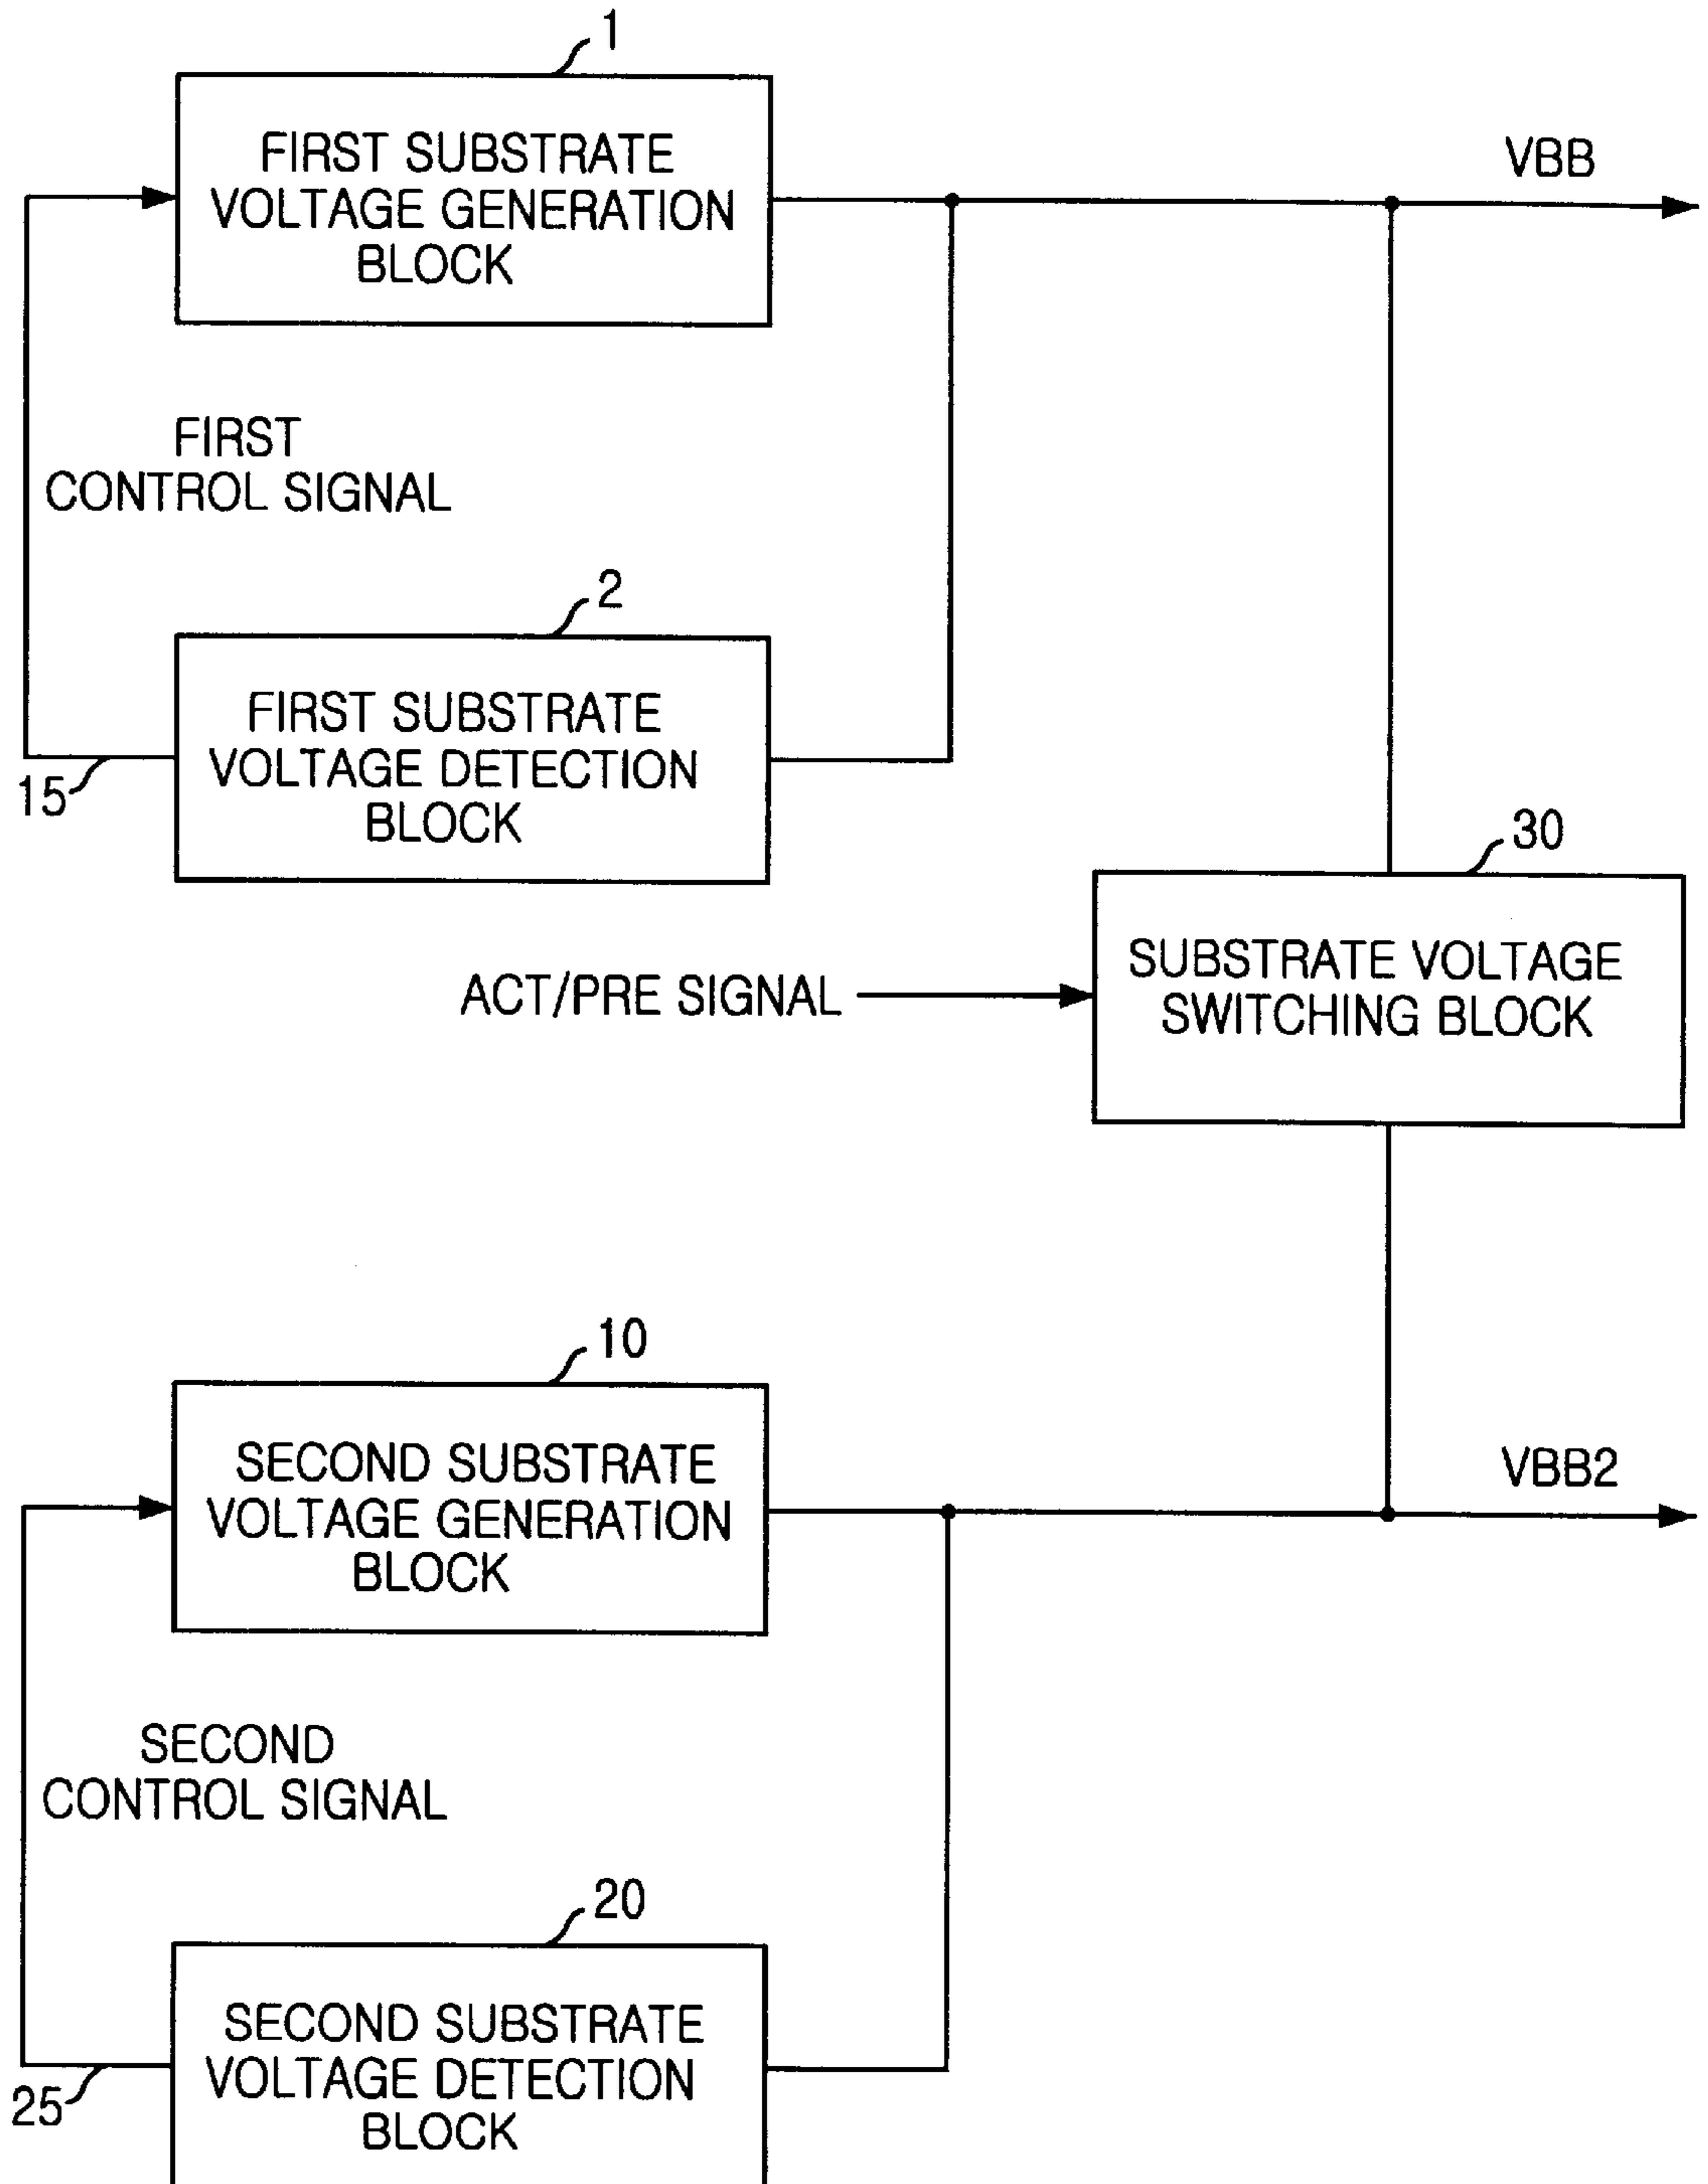 1
FIRST SUBSTRATE
VOLTAGE GENERATION
BLOCK
VBB
FIRST
CONTROL SIGNAL
2
FIRST SUBSTRATE
VOLTAGE DETECTION
BLOCK
15
30
SUBSTRATE VOLTAGE
SWITCHING BLOCK
ACT/PRE SIGNAL
10
SECOND SUBSTRATE
VOLTAGE GENERATION
BLOCK
VBB2
SECOND
CONTROL SIGNAL
20
SECOND SUBSTRATE
VOLTAGE DETECTION
BLOCK
25